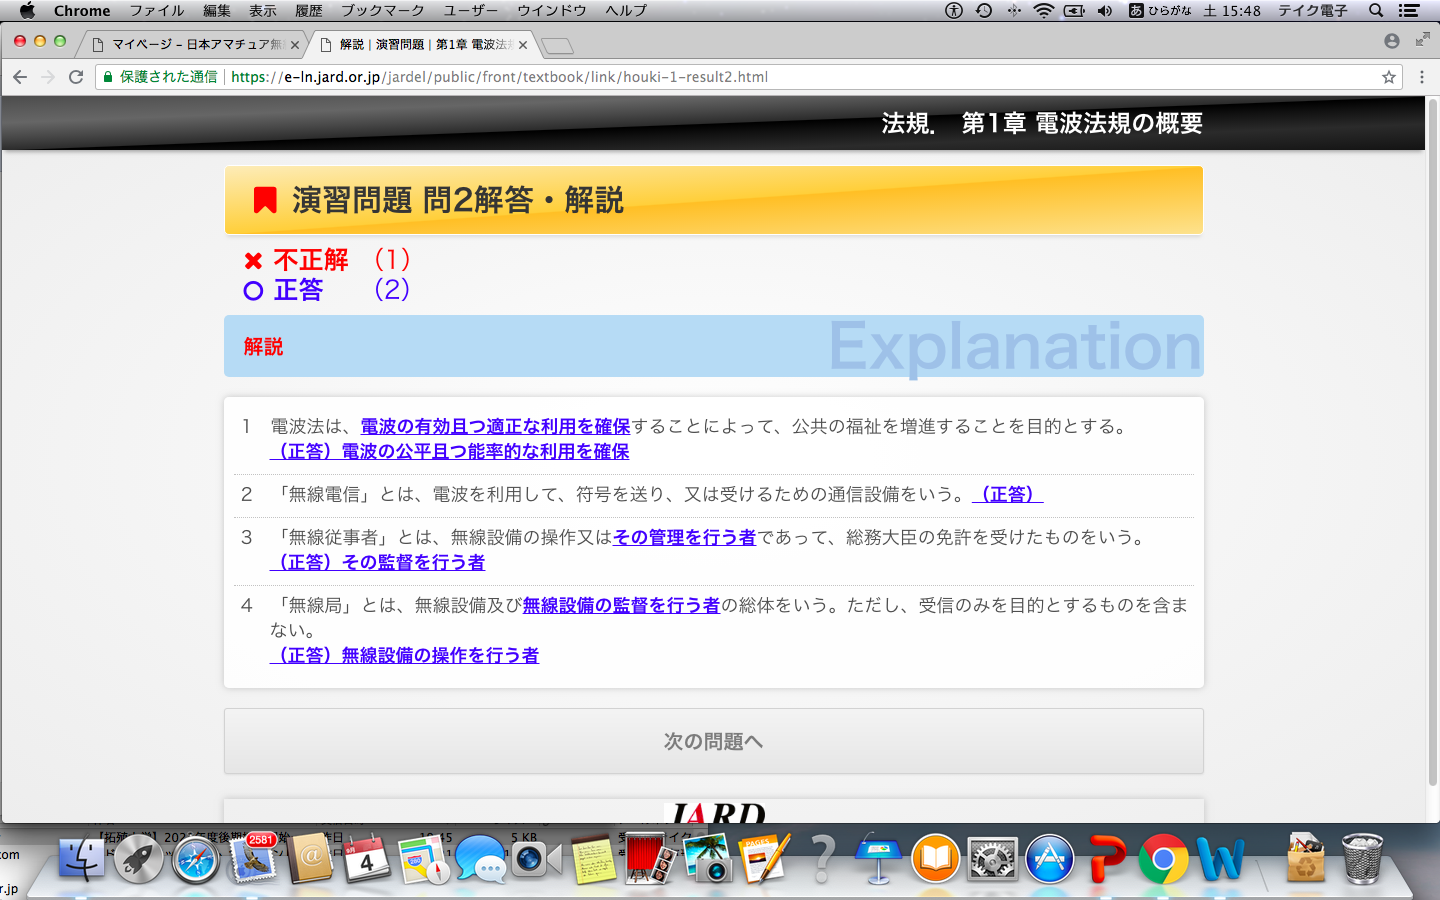 Chrome ファイル 編集 表示 履歴 ブックマーク ユーザー ウインドウ ヘルプ あ ひらがな 土 15:48 テイク電子
マイページ - 日本アマチュア無 解説 | 演習問題 | 第1章 電波法
保護された通信 https://e-ln.jard.or.jp/jardel/public/front/textbook/link/houki-1-result2.html
法規. 第1章 電波法規の概要
演習問題 問2解答・解説
不正解 （1）
正答 （2）
解説 Explanation
1 電波法は、電波の有効且つ適正な利用を確保することによって、公共の福祉を増進することを目的とする。
（正答）電波の公平且つ能率的な利用を確保
2 「無線電信」とは、電波を利用して、符号を送り、又は受けるための通信設備をいう。（正答）
3 「無線従事者」とは、無線設備の操作又はその管理を行う者であって、総務大臣の免許を受けたものをいう。
（正答）その監督を行う者
4 「無線局」とは、無線設備及び無線設備の監督を行う者の総体をいう。ただし、受信のみを目的とするものを含ま
ない。
（正答）無線設備の操作を行う者
次の問題へ
JARD
5 KB
2581
4
PAGES
com
r.jp